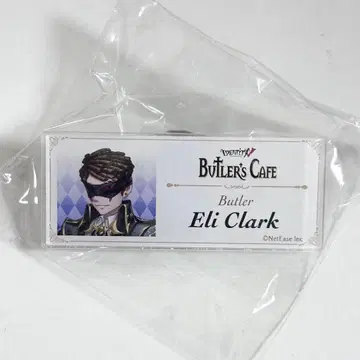 IDENTITY V
BUTLER'S CAFE
Butler
Eli Clark
©NetEase Inc